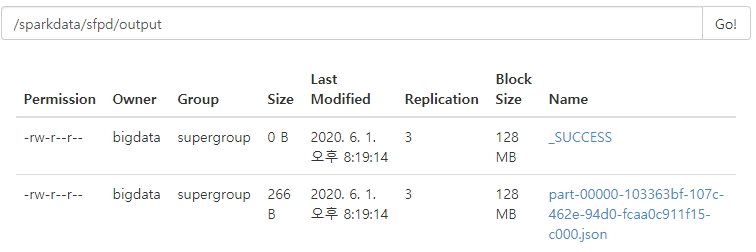 /sparkdata/sfpd/output Go!
Permission Owner Group Size Last Modified Replication Block Size Name
-rw-r--r-- bigdata supergroup 0 B 2020. 6. 1. 오후 8:19:14 3 128 MB _SUCCESS
-rw-r--r-- bigdata supergroup 266 B 2020. 6. 1. 오후 8:19:14 3 128 MB part-00000-103363bf-107c-462e-94d0-fcaa0c911f15-c000.json